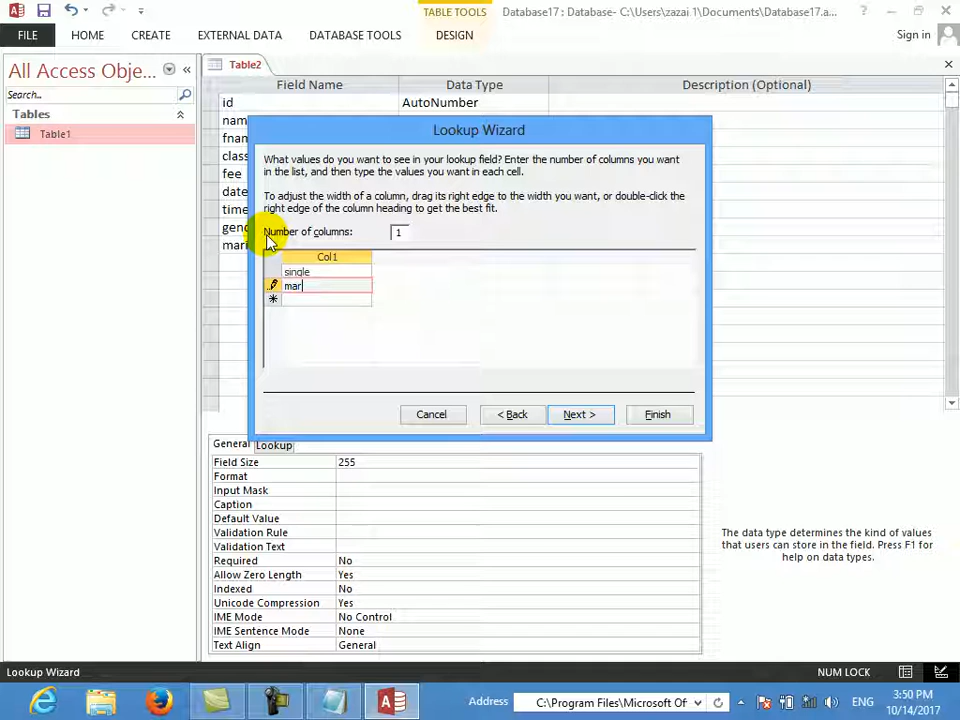 TABLE TOOLS
Database17 : Database- C:\Users\zazai 1\Documents\Database17.a...
FILE
HOME
CREATE
EXTERNAL DATA
DATABASE TOOLS
DESIGN
Sign in
All Access Obje...
Search...
Tables
Table1
Table2
Field Name
Data Type
Description (Optional)
id
AutoNumber
nam
fnam
class
fee
date
time
gen
mari
Lookup Wizard
What values do you want to see in your lookup field? Enter the number of columns you want
in the list, and then type the values you want in each cell.
To adjust the width of a column, drag its right edge to the width you want, or double-click the
right edge of the column heading to get the best fit.
Number of columns:
1
Col1
single
mar
Cancel
< Back
Next >
Finish
General
Lookup
Field Size
255
Format
Input Mask
Caption
Default Value
Validation Rule
Validation Text
Required
No
Allow Zero Length
Yes
Indexed
No
Unicode Compression
Yes
IME Mode
No Control
IME Sentence Mode
None
Text Align
General
The data type determines the kind of values
that users can store in the field. Press F1 for
help on data types.
Lookup Wizard
NUM LOCK
Address
C:\Program Files\Microsoft Of
ENG
3:50 PM
10/14/2017